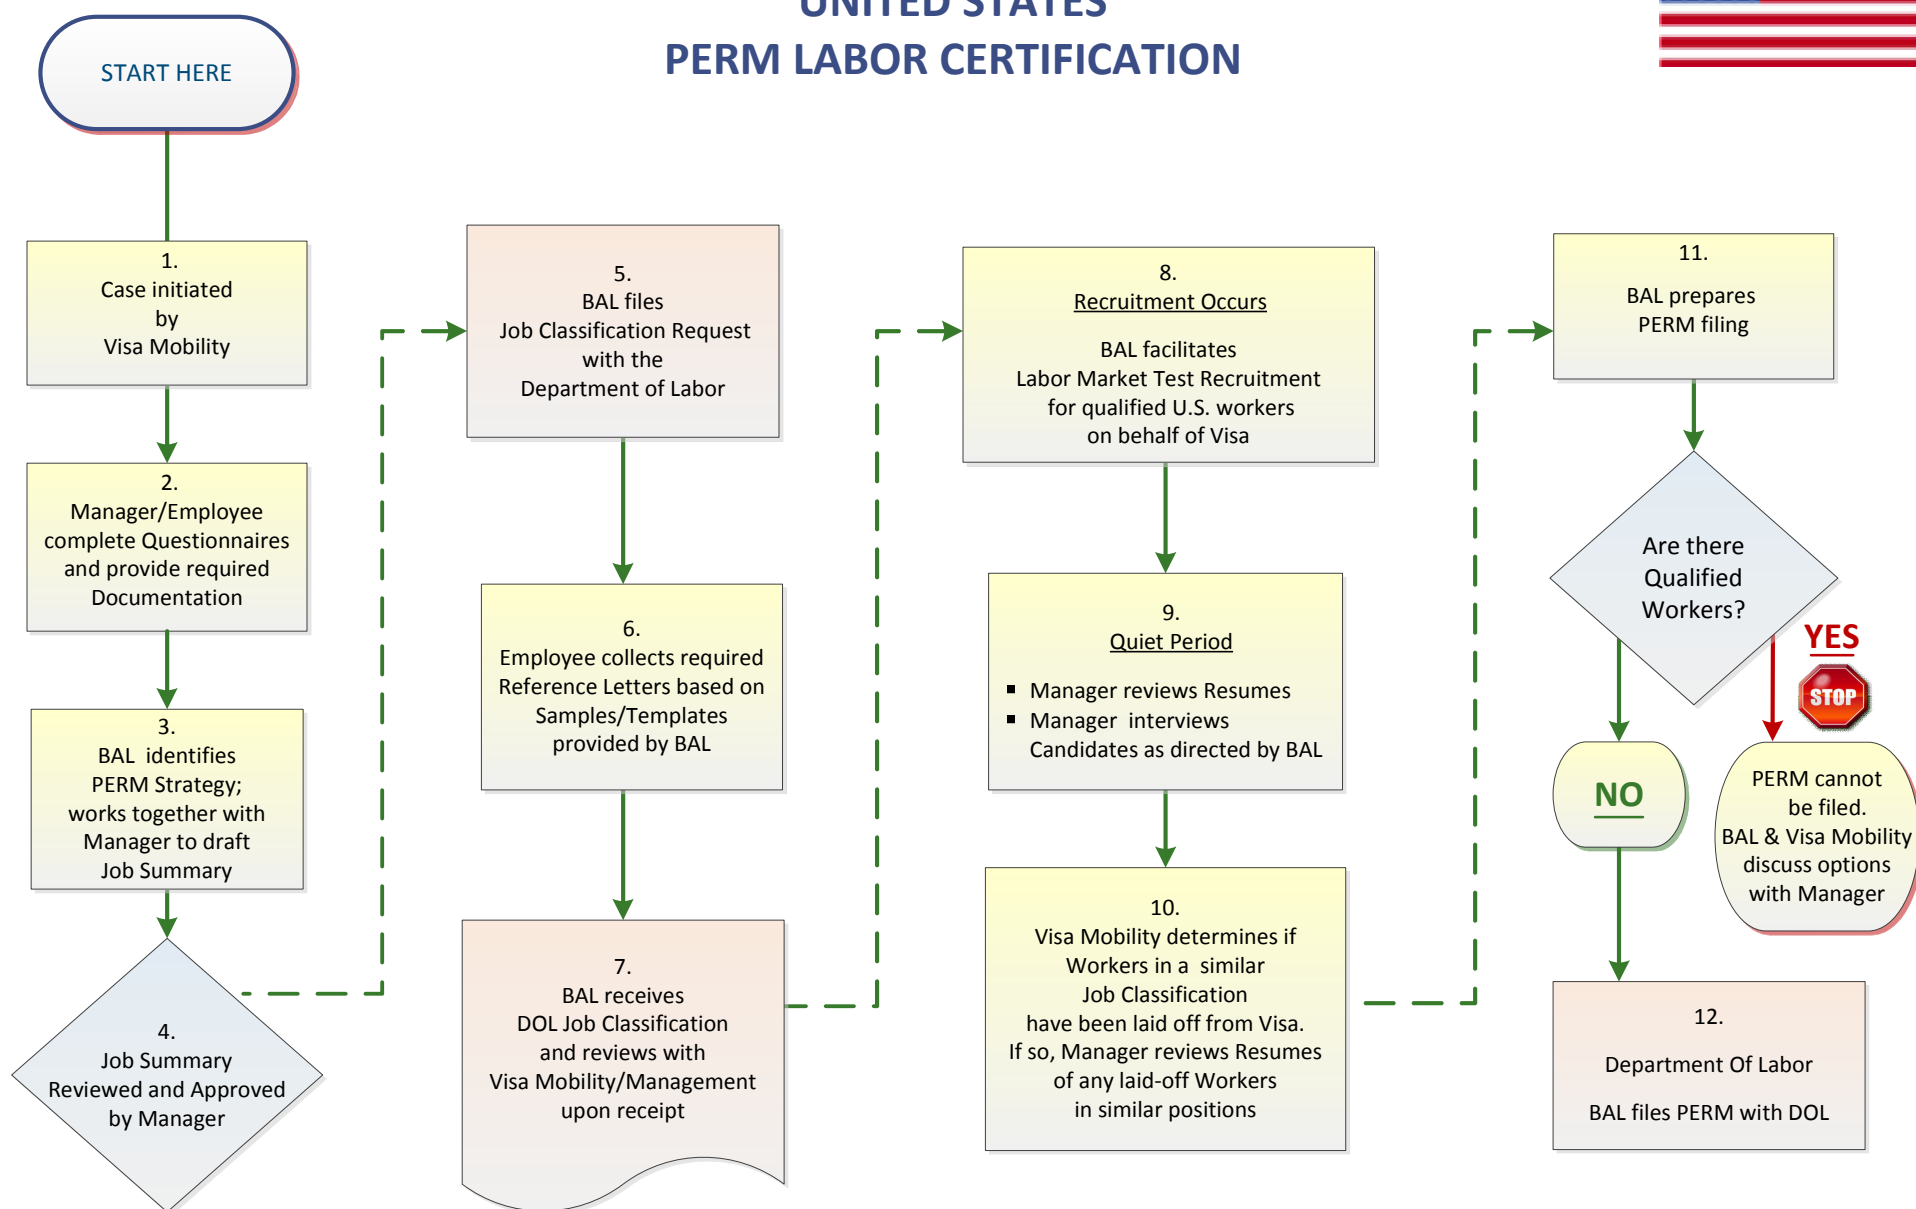 UNITED STATES
PERM LABOR CERTIFICATION
START HERE
1.
Case initiated
by
Visa Mobility
2.
Manager/Employee
complete Questionnaires
and provide required
Documentation
3.
BAL identifies
PERM Strategy;
works together with
Manager to draft
Job Summary
4.
Job Summary
Reviewed and Approved
by Manager
5.
BAL files
Job Classification Request
with the
Department of Labor
6.
Employee collects required
Reference Letters based on
Samples/Templates
provided by BAL
7.
BAL receives
DOL Job Classification
and reviews with
Visa Mobility/Management
upon receipt
8.
Recruitment Occurs
BAL facilitates
Labor Market Test Recruitment
for qualified U.S. workers
on behalf of Visa
9.
Quiet Period
▪ Manager reviews Resumes
▪ Manager interviews
Candidates as directed by BAL
10.
Visa Mobility determines if
Workers in a similar
Job Classification
have been laid off from Visa.
If so, Manager reviews Resumes
of any laid-off Workers
in similar positions
11.
BAL prepares
PERM filing
Are there
Qualified
Workers?
YES
STOP
NO
PERM cannot
be filed.
BAL & Visa Mobility
discuss options
with Manager
12.
Department Of Labor
BAL files PERM with DOL